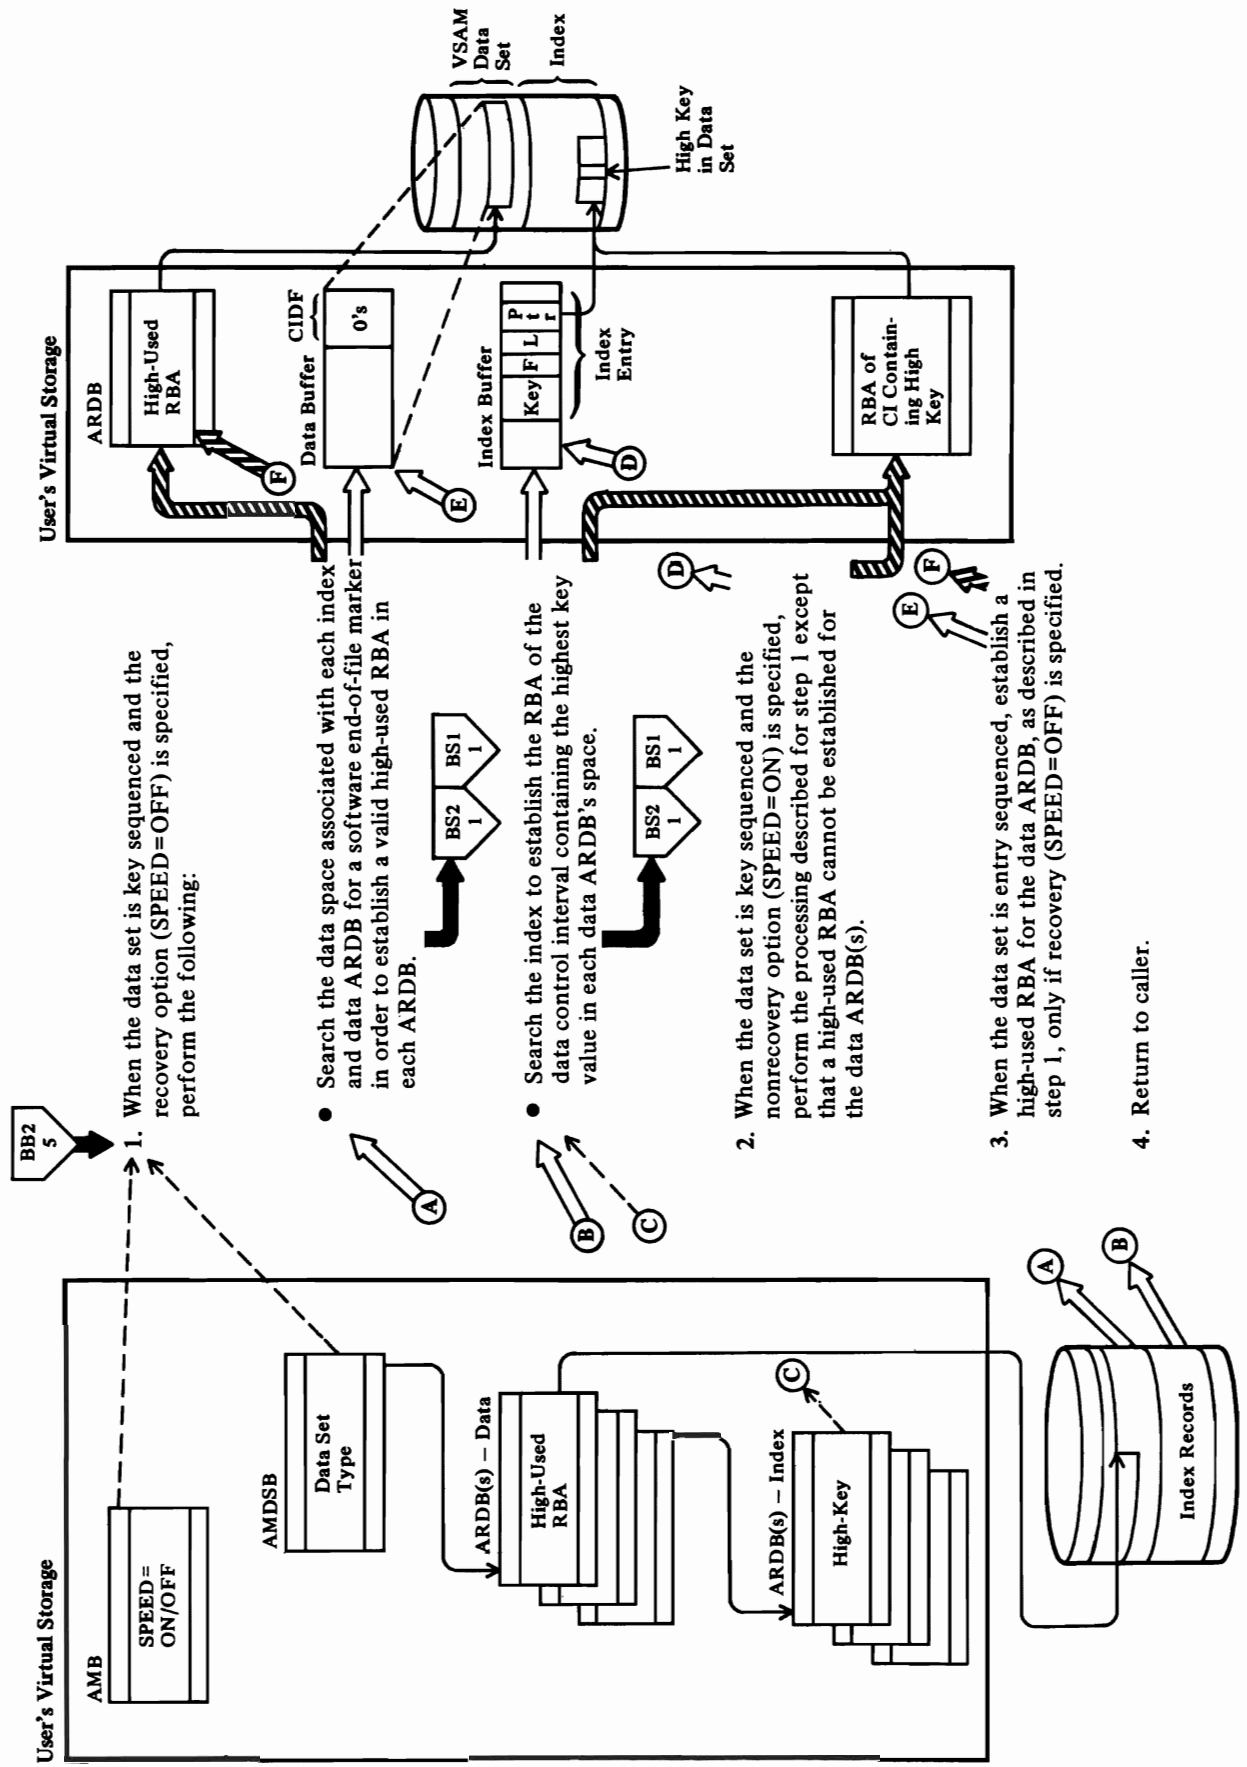 User's Virtual Storage
AMB
SPEED=
ON/OFF
AMDSB
Data Set
Type
ARDB(s) — Data
High-Used
RBA
ARDB(s) — Index
High-Key
C
Index Records
A
B
BB2
5
1. When the data set is key sequenced and the
recovery option (SPEED=OFF) is specified,
perform the following:
A
● Search the data space associated with each index
and data ARDB for a software end-of-file marker
in order to establish a valid high-used RBA in
each ARDB.
BS2
1
BS1
1
B
C
● Search the index to establish the RBA of the
data control interval containing the highest key
value in each data ARDB's space.
BS2
1
BS1
1
2. When the data set is key sequenced and the
nonrecovery option (SPEED=ON) is specified,
perform the processing described for step 1 except
that a high-used RBA cannot be established for
the data ARDB(s).
D
3. When the data set is entry sequenced, establish a
high-used RBA for the data ARDB, as described in
step 1, only if recovery (SPEED=OFF) is specified.
E
F
4. Return to caller.
User's Virtual Storage
ARDB
High-Used
RBA
F
Data Buffer
CIDF
0's
E
Index Buffer
Key
F
L
P
t
r
Index
Entry
D
RBA of
CI Contain-
ing High
Key
VSAM
Data
Set
Index
High Key
in Data
Set